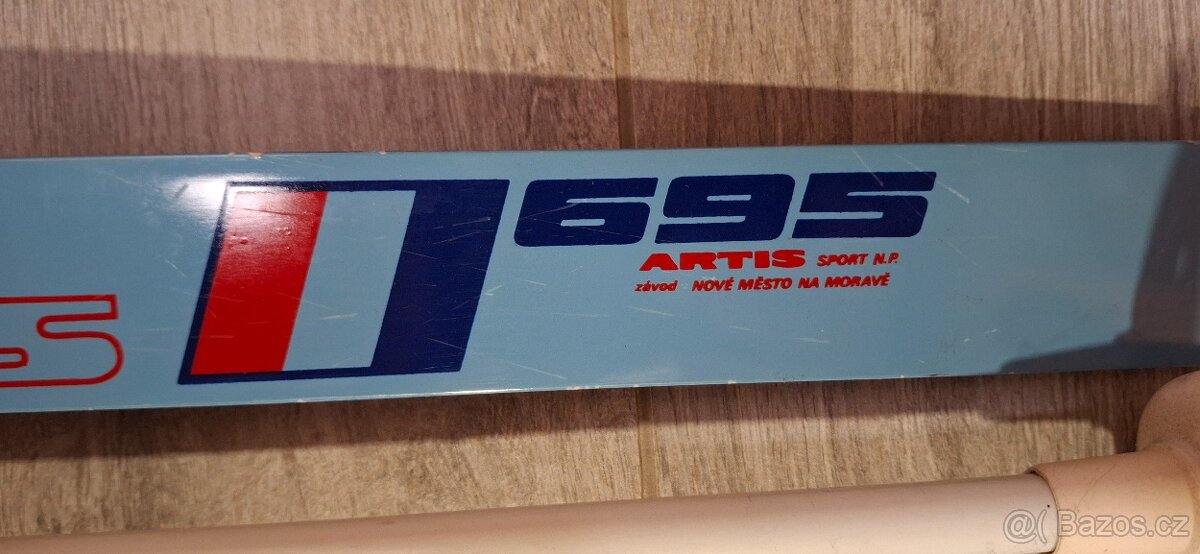 695
ARTIS SPORT N.P.
závod NOVÉ MĚSTO NA MORAVĚ
S
@( Bazos.cz